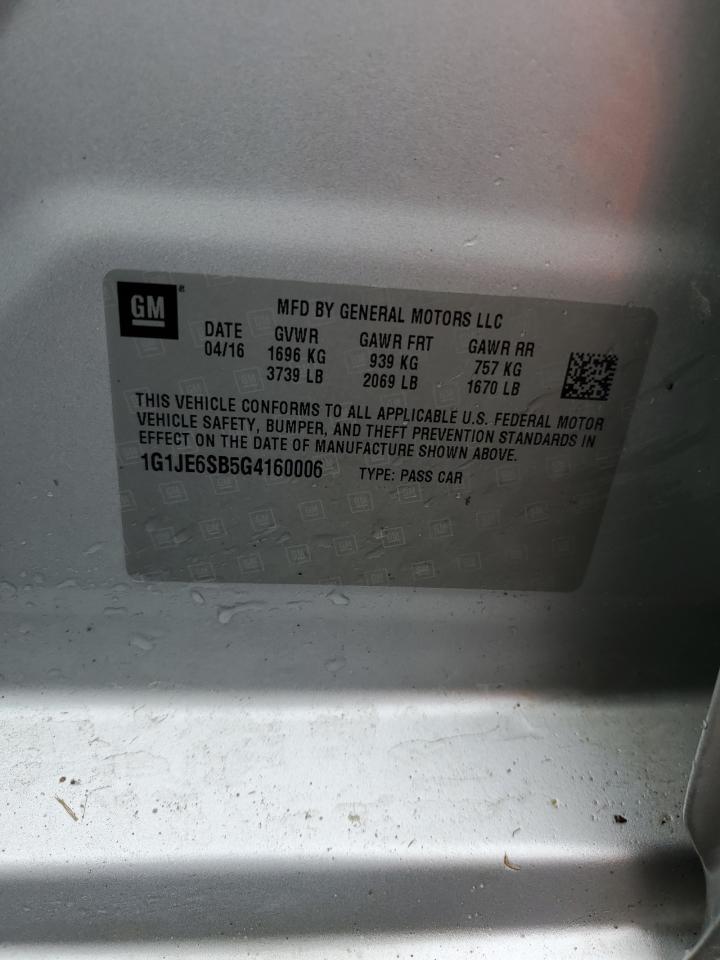 GM
MFD BY GENERAL MOTORS LLC
DATE GVWR GAWR FRT GAWR RR
04/16 1696 KG 939 KG 757 KG
3739 LB 2069 LB 1670 LB
THIS VEHICLE CONFORMS TO ALL APPLICABLE U.S. FEDERAL MOTOR
VEHICLE SAFETY, BUMPER, AND THEFT PREVENTION STANDARDS IN
EFFECT ON THE DATE OF MANUFACTURE SHOWN ABOVE.
1G1JE6SB5G4160006 TYPE: PASS CAR